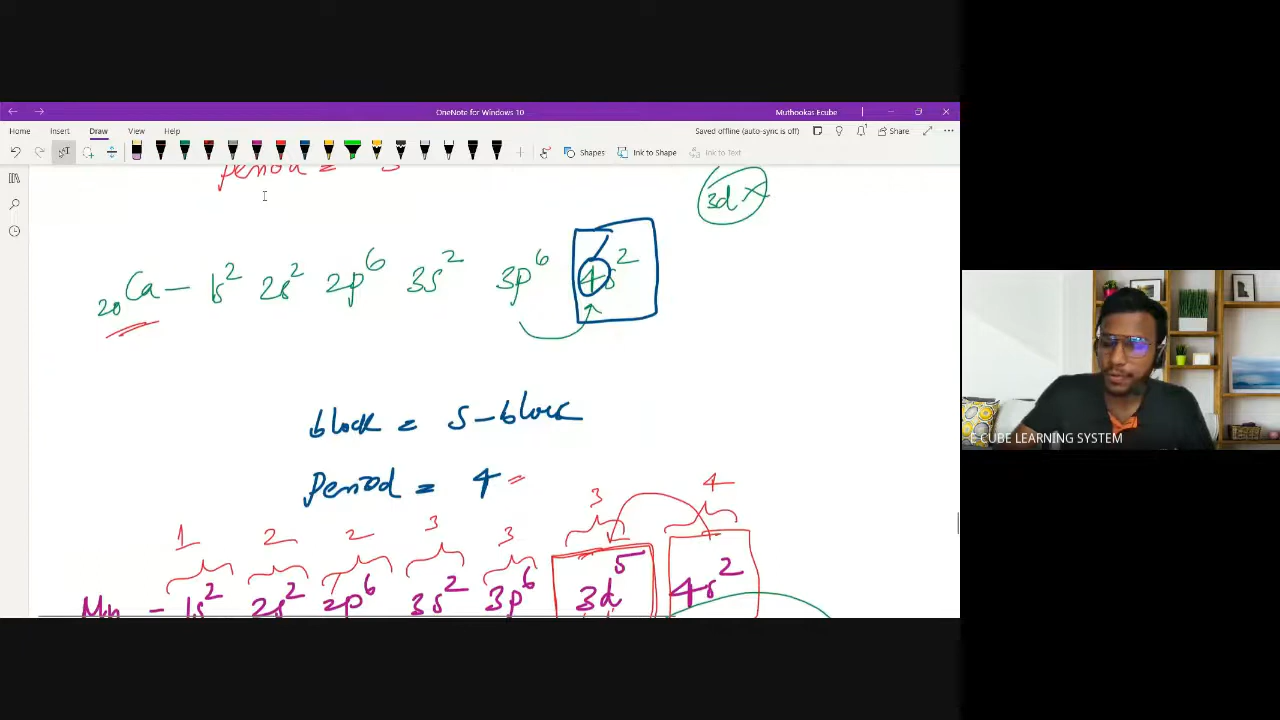 OneNote for Windows 10
Muthookas Ecube
Home Insert Draw View Help
Saved offline (auto-sync is off)
Share
Shapes
Ink to Shape
Ink to Text
period = 3
3d ×
₂₀Ca – 1s² 2s² 2p⁶ 3s² 3p⁶ 4s²
block = s-block
Period = 4 =
1 2 2 3 3 3 4
Mn – 1s² 2s² 2p⁶ 3s² 3p⁶ 3d⁵ 4s²
E CUBE LEARNING SYSTEM